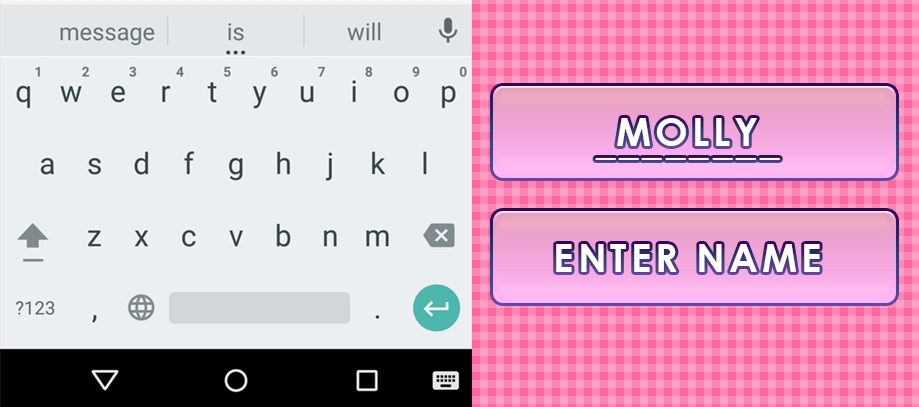 message is will
1 2 3 4 5 6 7 8 9 0
q w e r t y u i o p
a s d f g h j k l
z x c v b n m
?123 , .
MOLLY
ENTER NAME